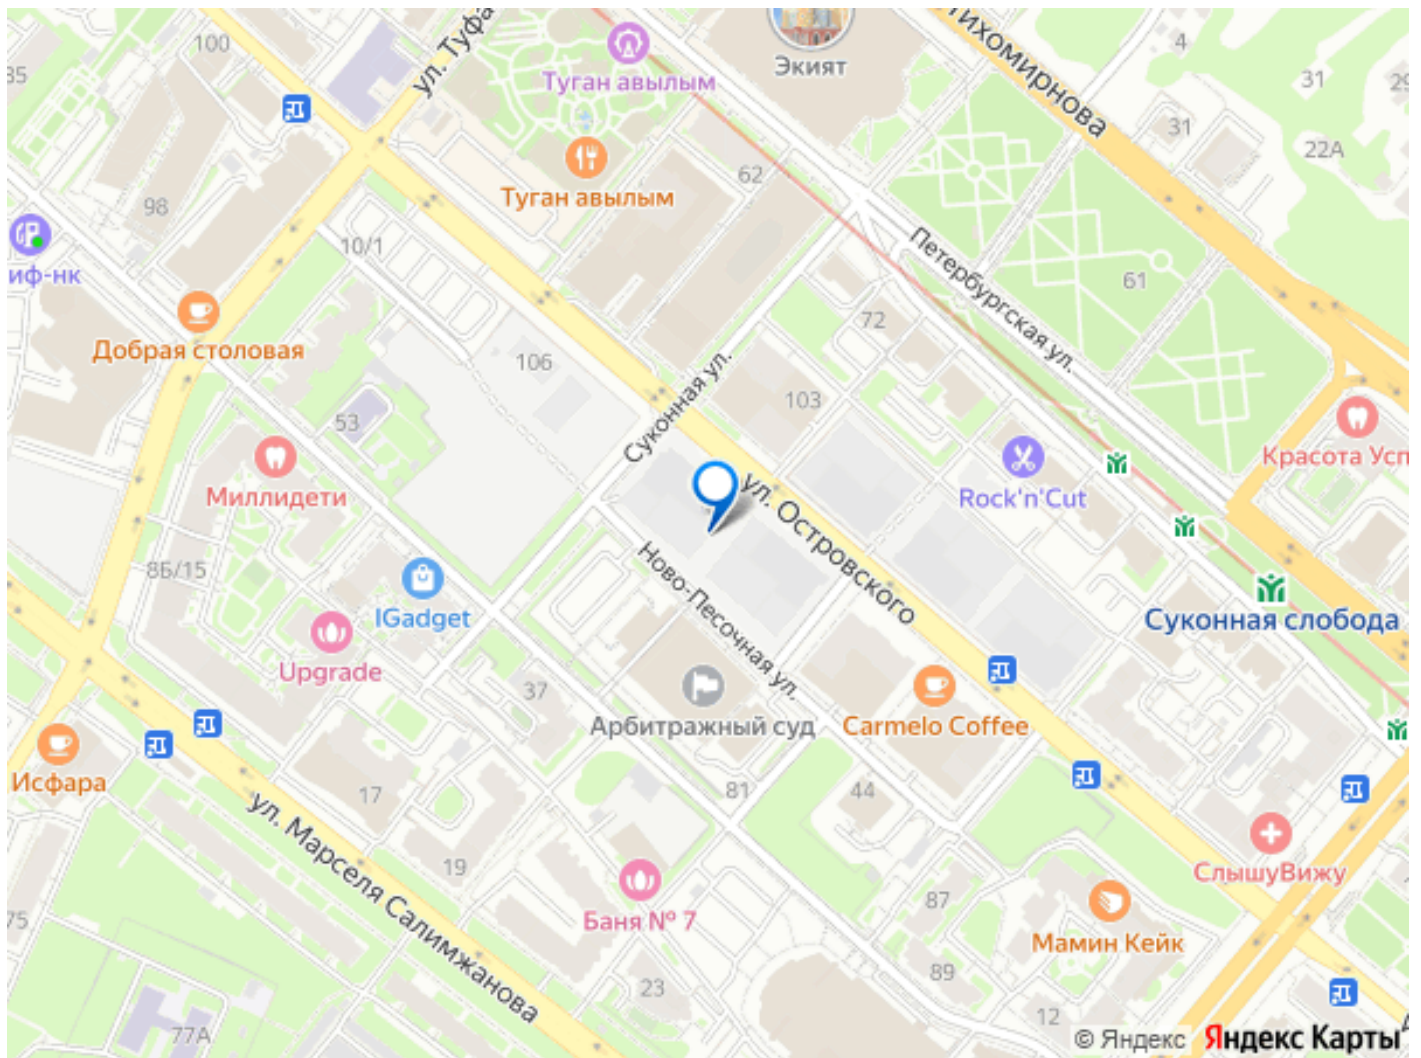 100
35
ул. Туфа
Туган авылым
Экият
Тихомирнова
4
31
29
31
22А
Туган авылым
62
98
10/1
иф-нк
Петербургская ул.
61
72
Добрая столовая
106
103
Суконная ул.
53
Миллидети
Красота Усп
Rock'n'Cut
ул. Островского
Ново-Песочная ул.
8Б/15
IGadget
Суконная слобода
Upgrade
37
Арбитражный суд
Carmelo Coffee
Исфара
17
81
44
ул. Марселя Салимжанова
19
СлышуВижу
Баня № 7
87
Мамин Кейк
75
89
23
12
77А
© Яндекс Яндекс Карты